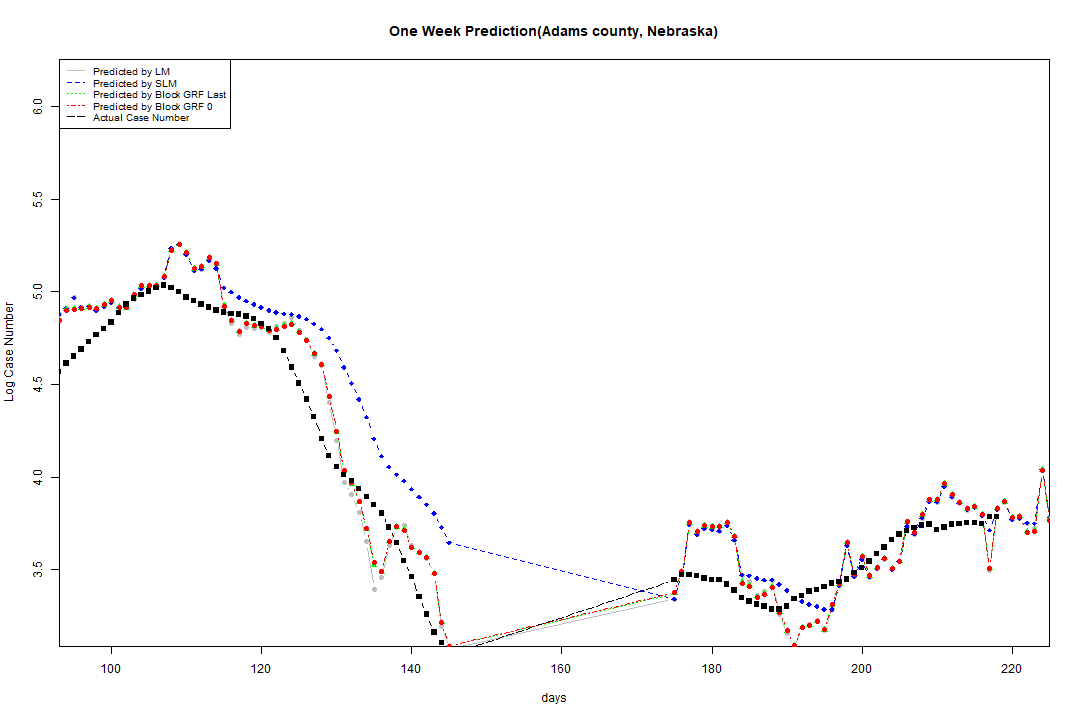 One Week Prediction(Adams county, Nebraska)
Predicted by LM
Predicted by SLM
Predicted by Block GRF Last
Predicted by Block GRF 0
Actual Case Number
6.0
5.5
5.0
4.5
4.0
3.5
Log Case Number
100 120 140 160 180 200 220
days